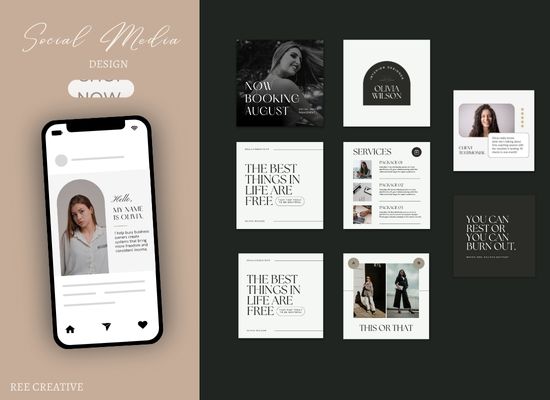 Social Media
DESIGN
SHOP
NOW
Hello,
MY NAME
IS OLIVIA.
I help busy business
owners create
systems that bring
more freedom and
consistent income.
REE CREATIVE
NOW
BOOKING
AUGUST
INTERIOR DESIGNER
OLIVIA
WILSON
THE BEST
THINGS IN
LIFE ARE
FREE
SERVICES
PACKAGE 01
PACKAGE 02
PACKAGE 03
THE BEST
THINGS IN
LIFE ARE
FREE
THIS OR THAT
CLIENT
TESTIMONIAL
YOU CAN
REST OR
YOU CAN
BURN OUT.